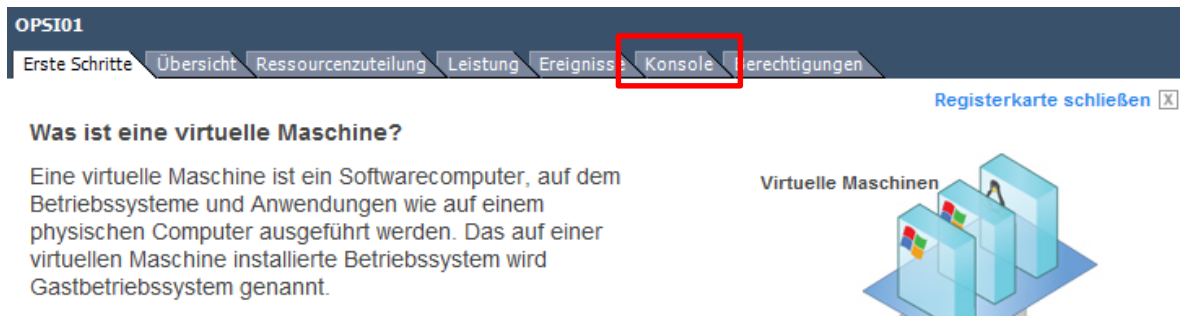 OPSI01
Erste Schritte Übersicht Ressourcenzuteilung Leistung Ereignisse Konsole Berechtigungen
Registerkarte schließen X
Was ist eine virtuelle Maschine?
Eine virtuelle Maschine ist ein Softwarecomputer, auf dem
Betriebssysteme und Anwendungen wie auf einem
physischen Computer ausgeführt werden. Das auf einer
virtuellen Maschine installierte Betriebssystem wird
Gastbetriebssystem genannt.
Virtuelle Maschinen